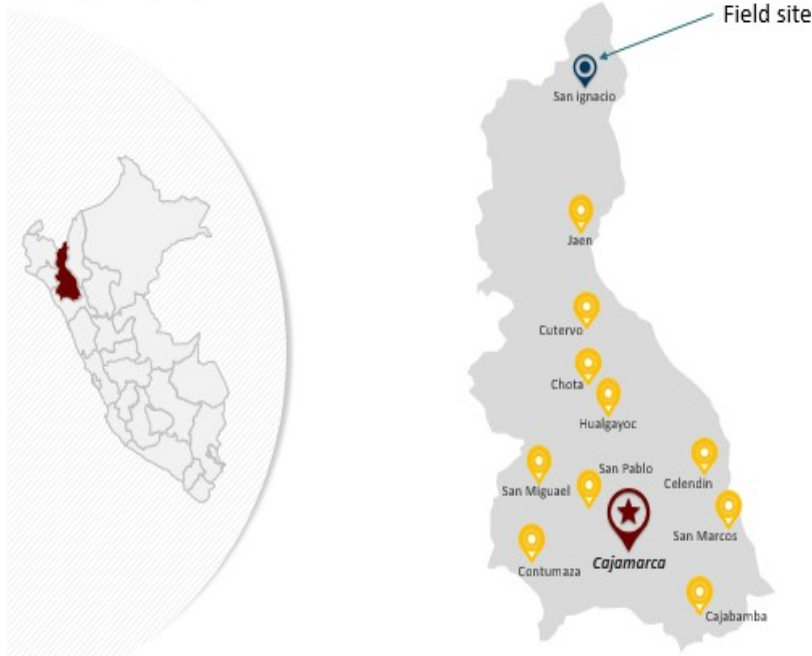 Field site
San ignacio
Jaen
Cutervo
Chota
Hualgayoc
San Pablo
Celendin
San Miguael
San Marcos
Cajamarca
Contumaza
Cajabamba